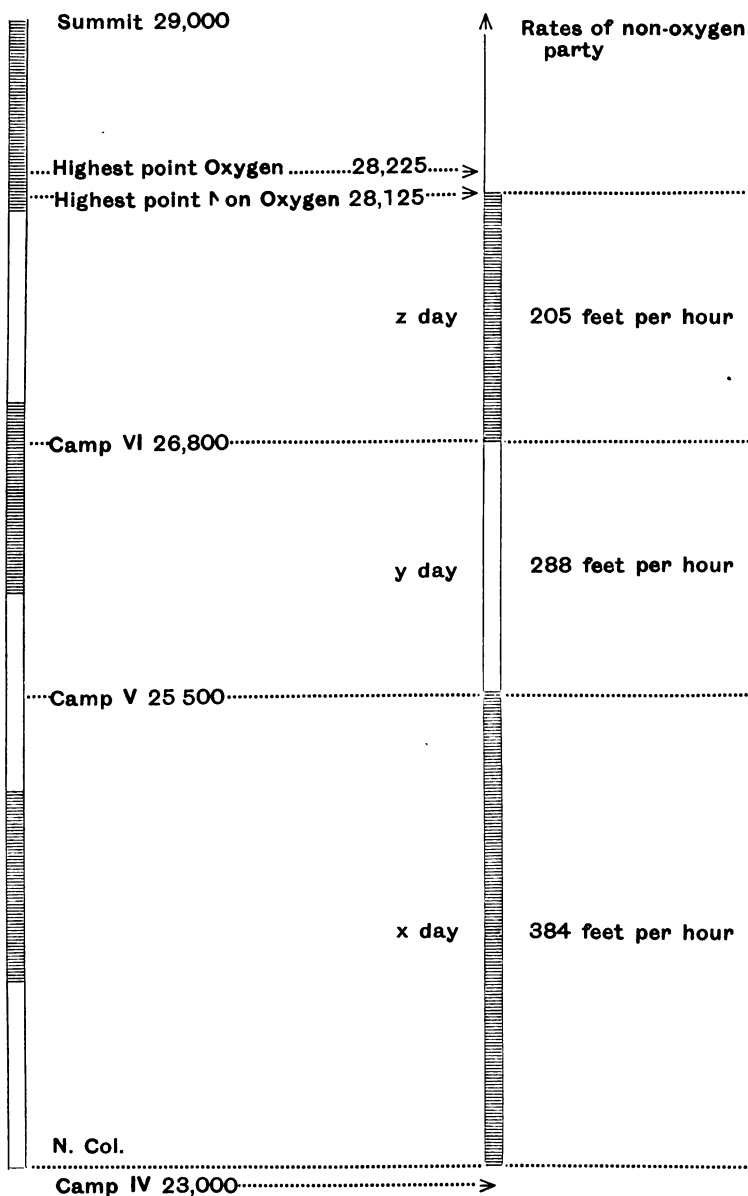 Summit 29,000
Rates of non-oxygen
party
....Highest point Oxygen ............28,225......
.....Highest point Non Oxygen 28,125......
z day 205 feet per hour
....Camp VI 26,800
y day 288 feet per hour
....Camp V 25 500
x day 384 feet per hour
N. Col.
Camp IV 23,000